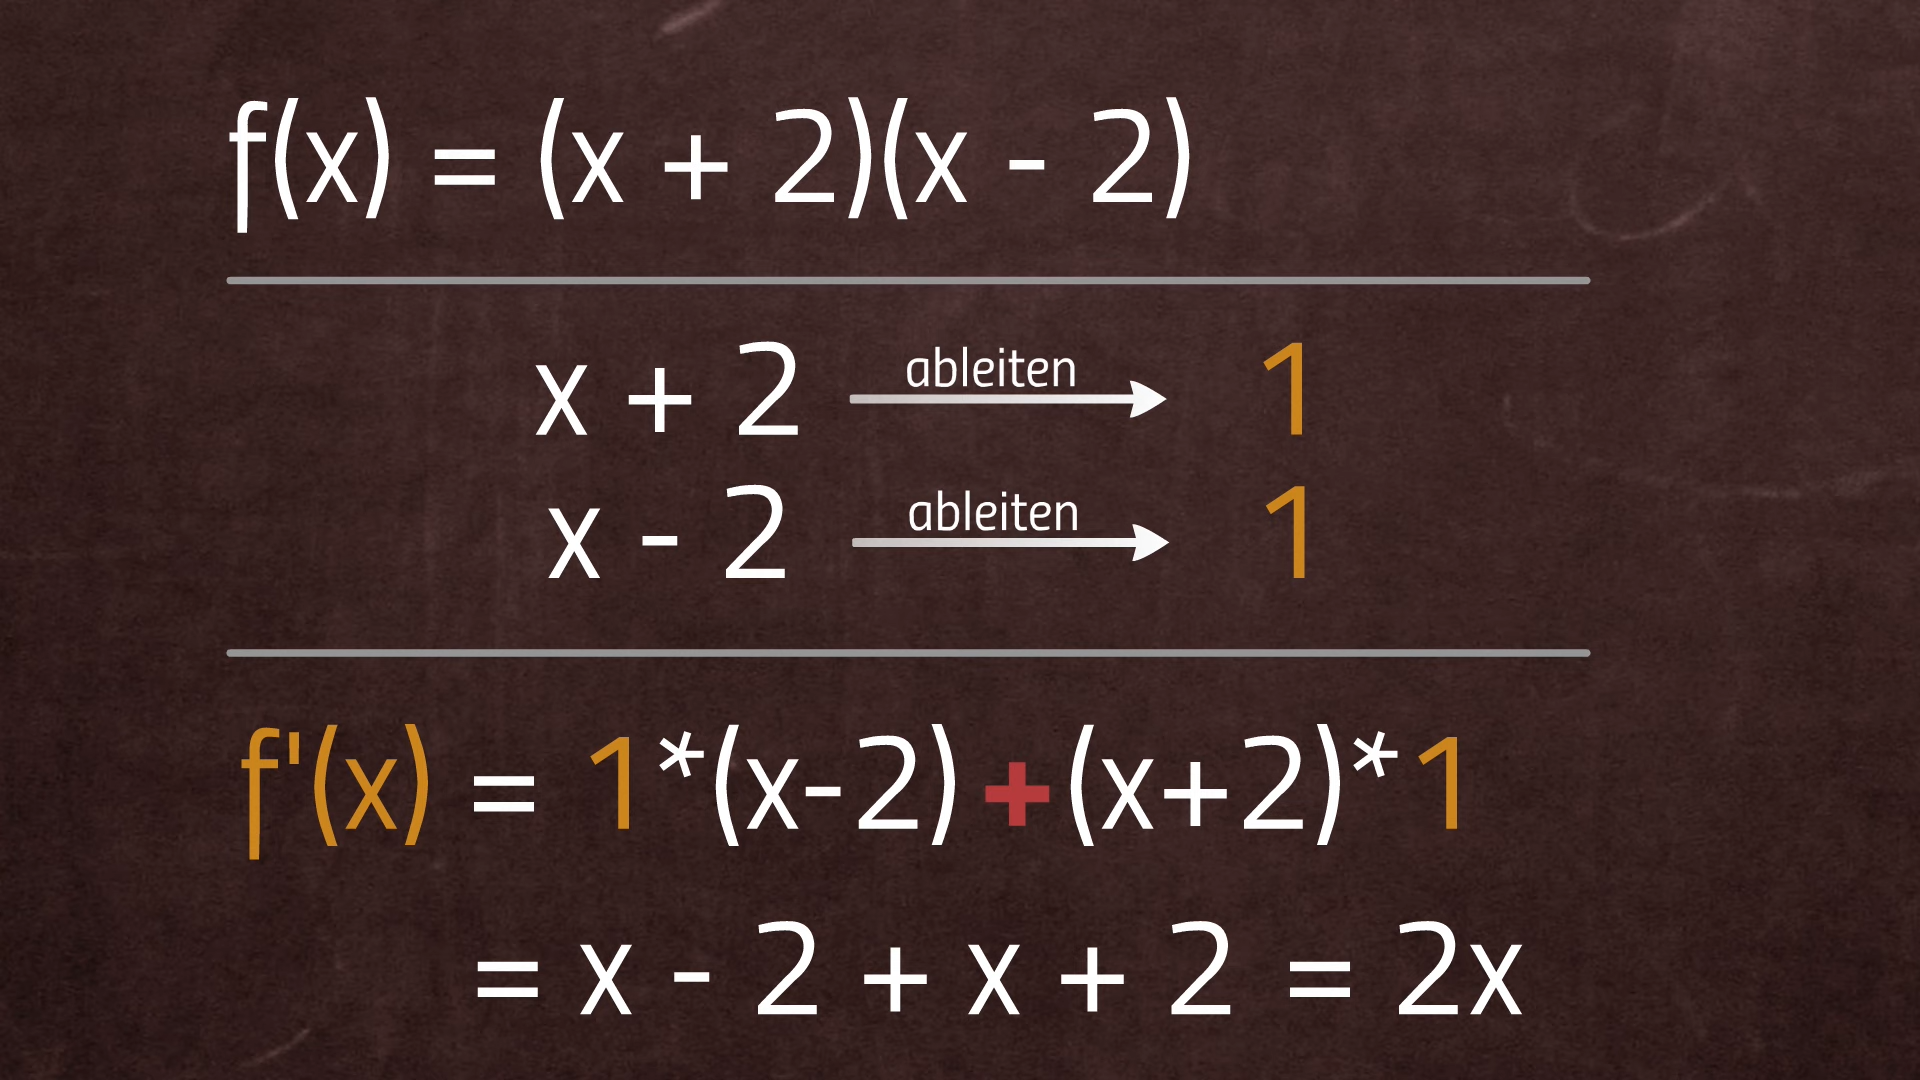 f(x) = (x + 2)(x - 2)
x + 2 ableiten 1
x - 2 ableiten 1
f'(x) = 1*(x-2) + (x+2)*1
= x - 2 + x + 2 = 2x